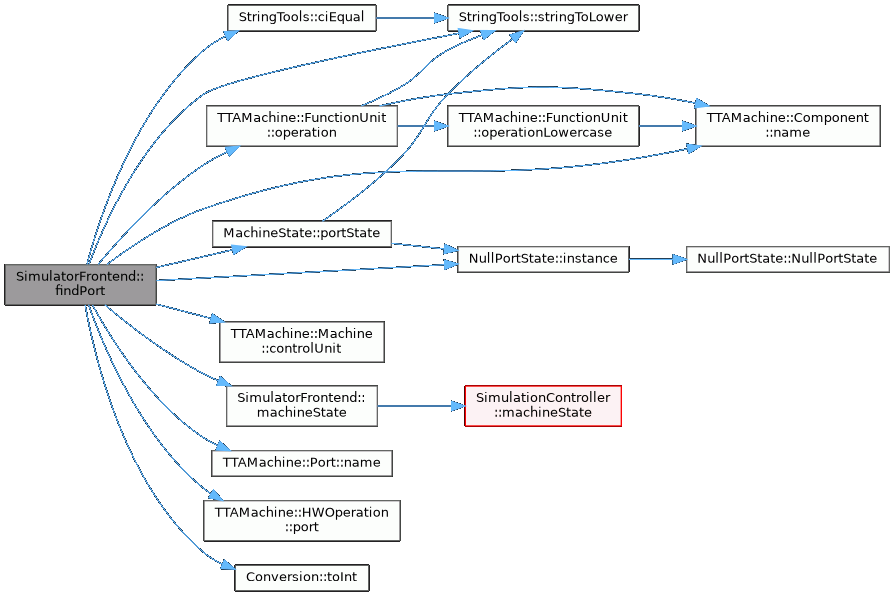 StringTools::ciEqual
StringTools::stringToLower
TTAMachine::FunctionUnit
::operation
TTAMachine::FunctionUnit
::operationLowercase
TTAMachine::Component
::name
MachineState::portState
NullPortState::instance
NullPortState::NullPortState
SimulatorFrontend::
findPort
TTAMachine::Machine
::controlUnit
SimulatorFrontend::
machineState
SimulationController
::machineState
TTAMachine::Port::name
TTAMachine::HWOperation
::port
Conversion::toInt